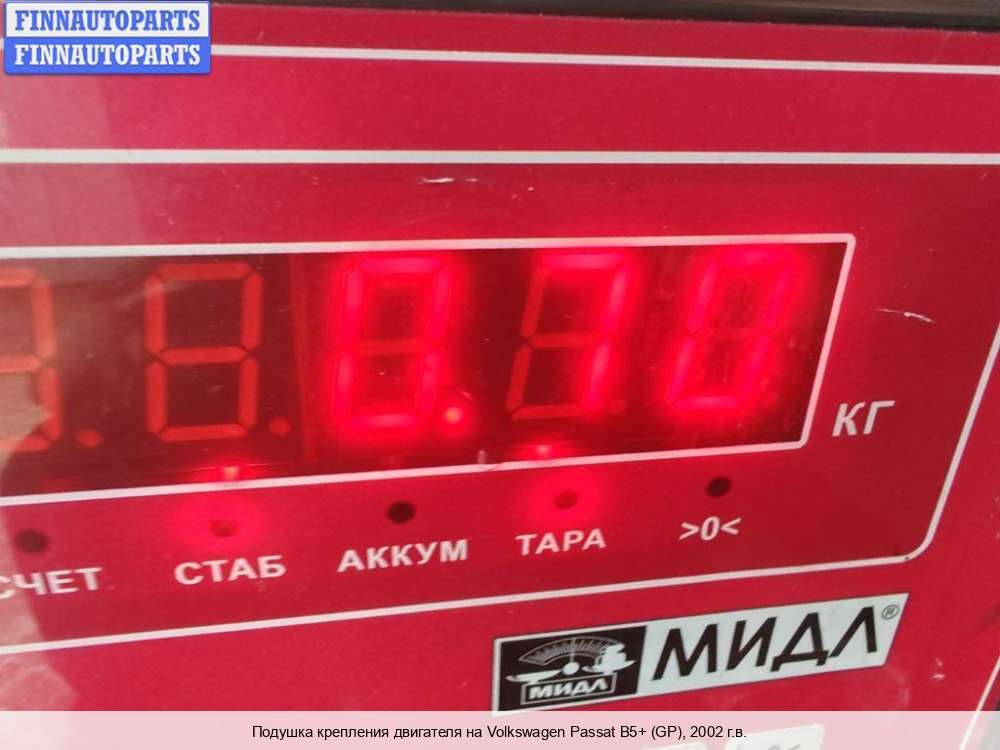 FINNAUTOPARTS
FINNAUTOPARTS
0.70
КГ
СЧЕТ СТАБ АККУМ ТАРА >0<
МИДЛ МИДЛ®
Подушка крепления двигателя на Volkswagen Passat B5+ (GP), 2002 г.в.